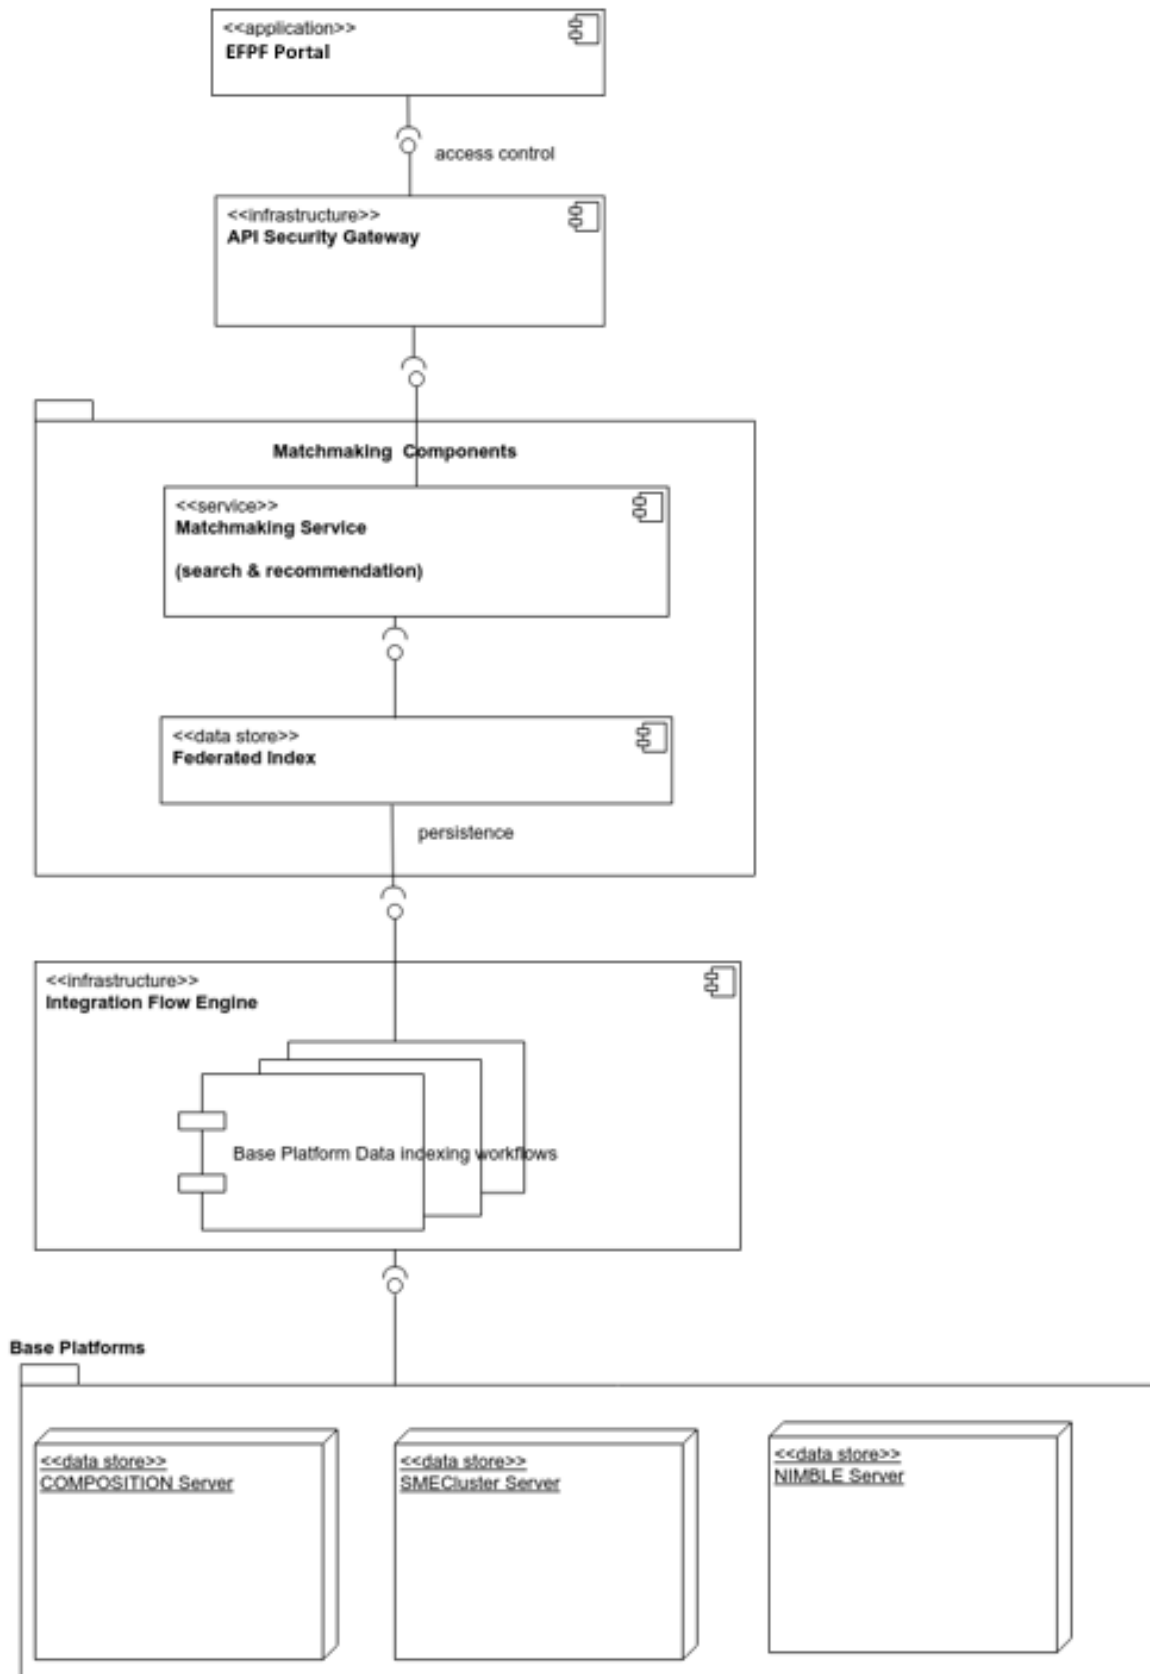 <<application>>
EFPF Portal
access control
<<infrastructure>>
API Security Gateway
Matchmaking Components
<<service>>
Matchmaking Service
(search & recommendation)
<<data store>>
Federated Index
persistence
<<infrastructure>>
Integration Flow Engine
Base Platform Data indexing workflows
Base Platforms
<<data store>>
COMPOSITION Server
<<data store>>
SMECluster Server
<<data store>>
NIMBLE Server